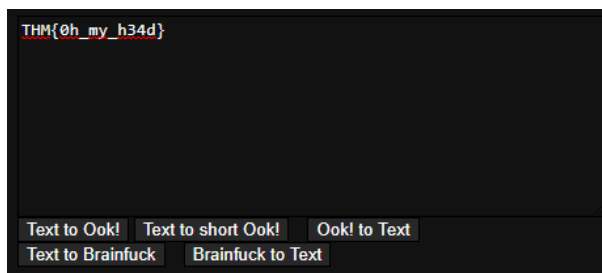 THM{0h_my_h34d}
Text to Ook! Text to short Ook! Ook! to Text
Text to Brainfuck Brainfuck to Text